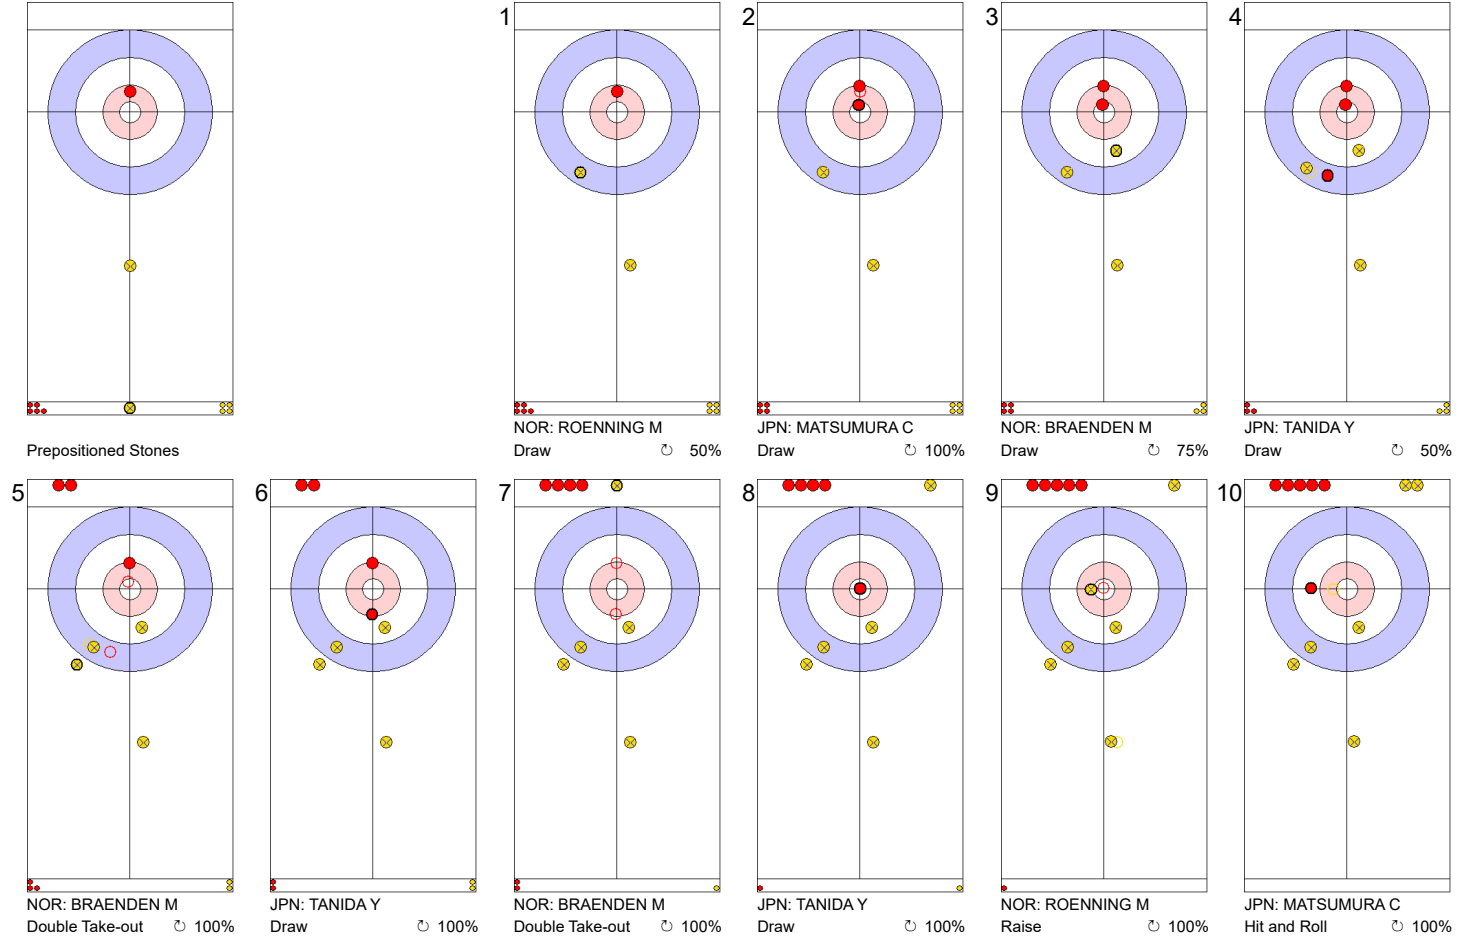 1
2
3
4
Prepositioned Stones
NOR: ROENNING M
Draw ↻ 50%
JPN: MATSUMURA C
Draw ↻ 100%
NOR: BRAENDEN M
Draw ↻ 75%
JPN: TANIDA Y
Draw ↻ 50%
5
6
7
8
9
10
NOR: BRAENDEN M
Double Take-out ↻ 100%
JPN: TANIDA Y
Draw ↻ 100%
NOR: BRAENDEN M
Double Take-out ↻ 100%
JPN: TANIDA Y
Draw ↻ 100%
NOR: ROENNING M
Raise ↻ 100%
JPN: MATSUMURA C
Hit and Roll ↻ 100%